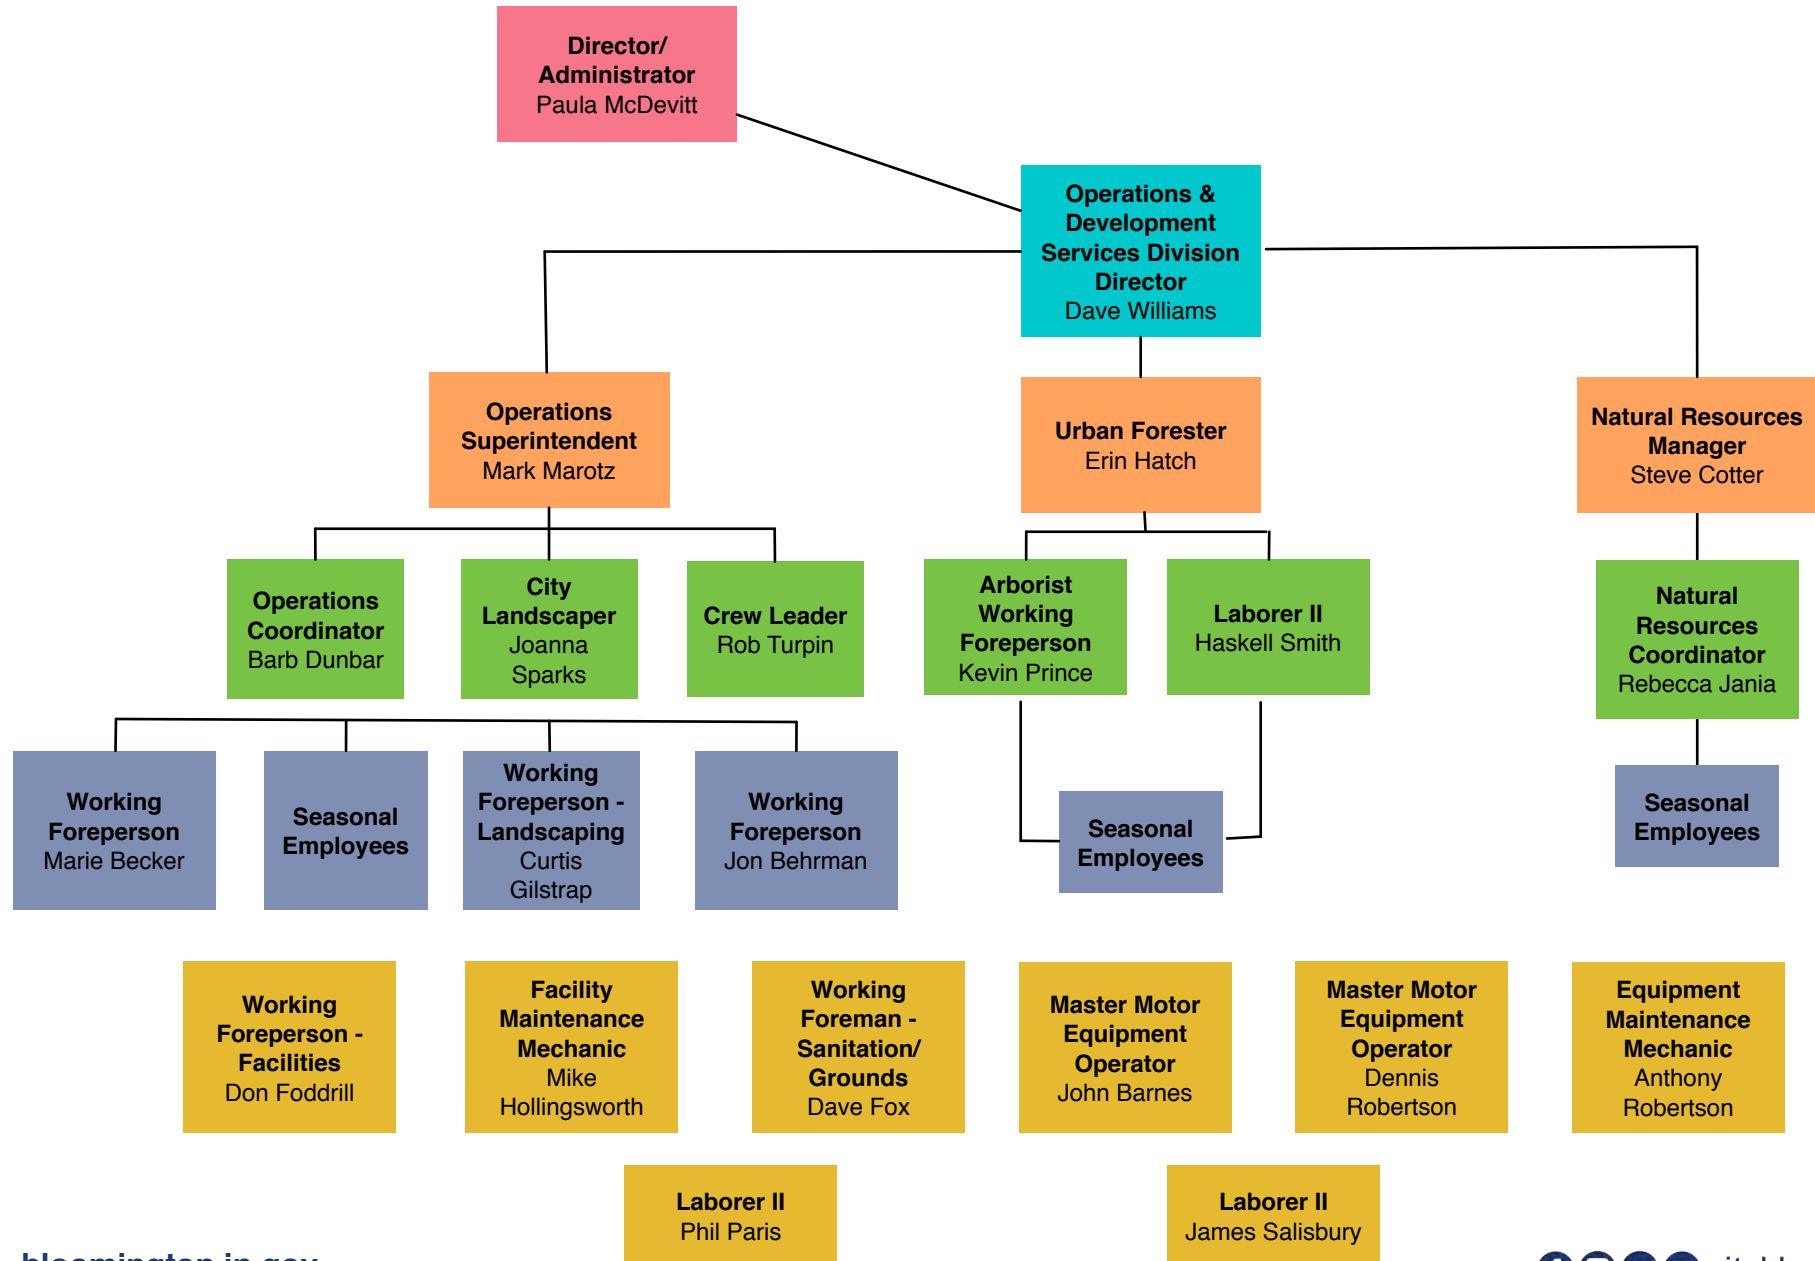 Director/
Administrator
Paula McDevitt
Operations &
Development
Services Division
Director
Dave Williams
Operations
Superintendent
Mark Marotz
Urban Forester
Erin Hatch
Natural Resources
Manager
Steve Cotter
Operations
Coordinator
Barb Dunbar
City
Landscaper
Joanna
Sparks
Crew Leader
Rob Turpin
Arborist
Working
Foreperson
Kevin Prince
Laborer II
Haskell Smith
Natural
Resources
Coordinator
Rebecca Jania
Working
Foreperson
Marie Becker
Seasonal
Employees
Working
Foreperson -
Landscaping
Curtis
Gilstrap
Working
Foreperson
Jon Behrman
Seasonal
Employees
Seasonal
Employees
Working
Foreperson -
Facilities
Don Foddrill
Facility
Maintenance
Mechanic
Mike
Hollingsworth
Working
Foreman -
Sanitation/
Grounds
Dave Fox
Master Motor
Equipment
Operator
John Barnes
Master Motor
Equipment
Operator
Dennis
Robertson
Equipment
Maintenance
Mechanic
Anthony
Robertson
Laborer II
Phil Paris
Laborer II
James Salisbury
bloomington.in.gov